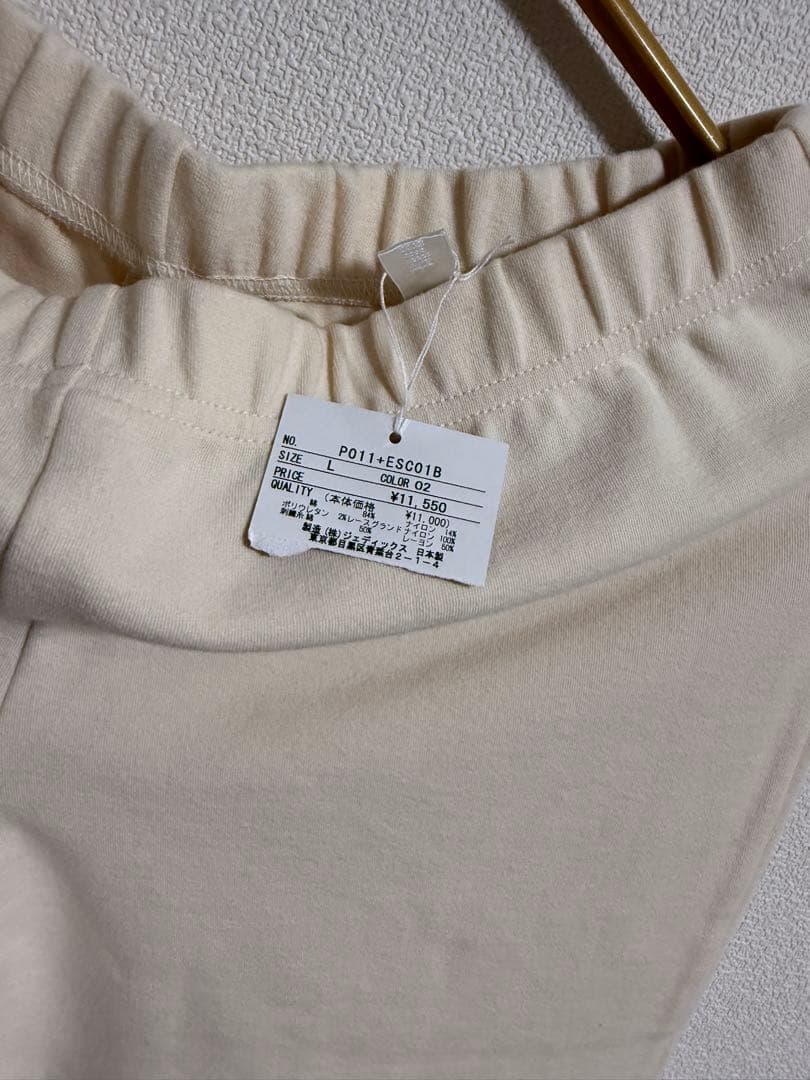 NO. P011+ESC01B
SIZE L COLOR 02
PRICE ¥11,550
QUALITY (本体価格 ¥11,000)
綿 84% ナイロン 14%
ポリウレタン 2% レースグランド ナイロン 100%
刺繍糸 綿 50% レーヨン 50%
製造 (株)ジェディックス 日本製
東京都目黒区青葉台2-1-4